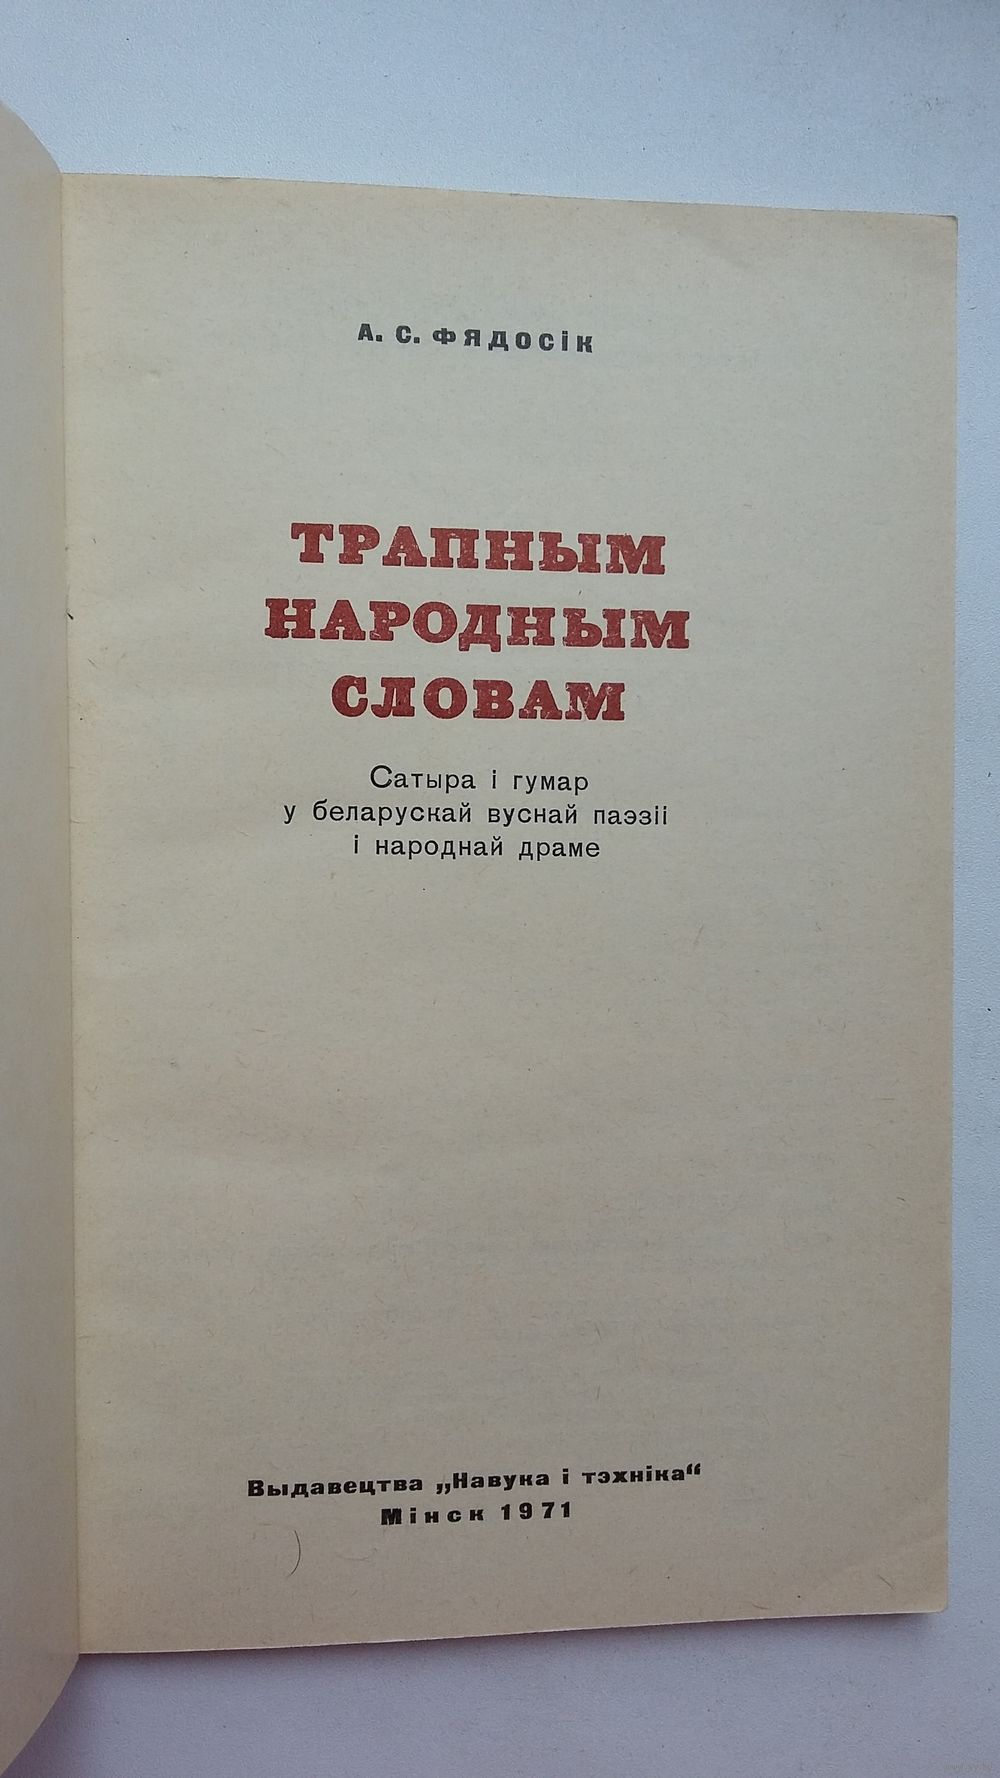 А. С. ФЯДОСІК
ТРАПНЫМ
НАРОДНЫМ
СЛОВАМ
Сатыра і гумар
у беларускай вуснай паэзіі
і народнай драме
Выдавецтва „Навука і тэхніка“
Мінск 1971